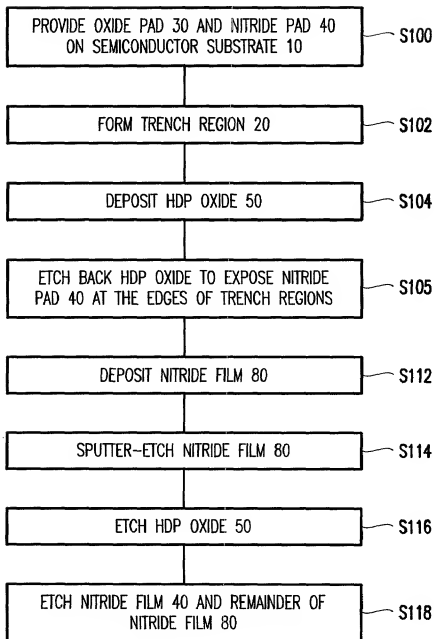 PROVIDE OXIDE PAD 30 AND NITRIDE PAD 40
ON SEMICONDUCTOR SUBSTRATE 10
S100
FORM TRENCH REGION 20
S102
DEPOSIT HDP OXIDE 50
S104
ETCH BACK HDP OXIDE TO EXPOSE NITRIDE
PAD 40 AT THE EDGES OF TRENCH REGIONS
S105
DEPOSIT NITRIDE FILM 80
S112
SPUTTER-ETCH NITRIDE FILM 80
S114
ETCH HDP OXIDE 50
S116
ETCH NITRIDE FILM 40 AND REMAINDER OF
NITRIDE FILM 80
S118